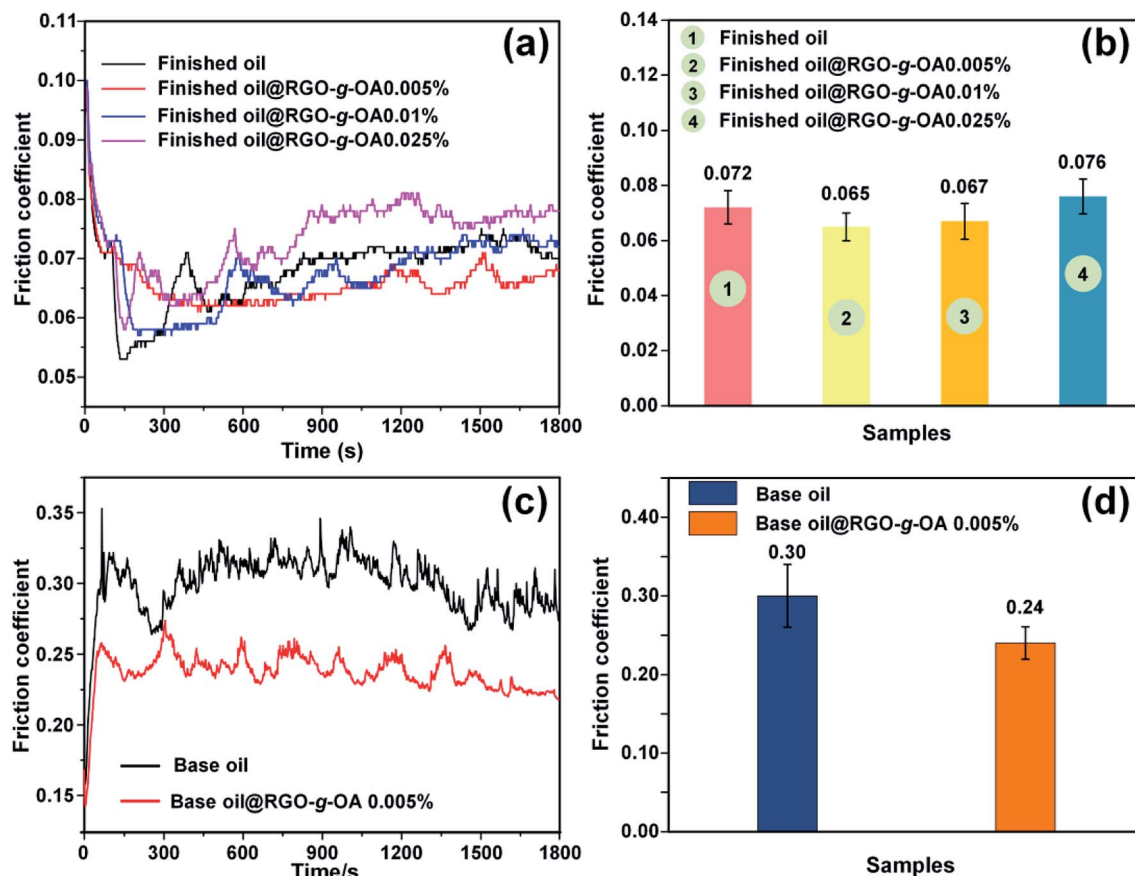 (a)
Finished oil
Finished oil@RGO-g-OA0.005%
Finished oil@RGO-g-OA0.01%
Finished oil@RGO-g-OA0.025%
Friction coefficient
0.11
0.10
0.09
0.08
0.07
0.06
0.05
0 300 600 900 1200 1500 1800
Time (s)
(b)
1 Finished oil
2 Finished oil@RGO-g-OA0.005%
3 Finished oil@RGO-g-OA0.01%
4 Finished oil@RGO-g-OA0.025%
Friction coefficient
0.14
0.12
0.10
0.08
0.06
0.04
0.02
0.00
0.072 0.065 0.067 0.076
1 2 3 4
Samples
(c)
Friction coefficient
0.35
0.30
0.25
0.20
0.15
Base oil
Base oil@RGO-g-OA 0.005%
0 300 600 900 1200 1500 1800
Time/s
(d)
Base oil
Base oil@RGO-g-OA 0.005%
Friction coefficient
0.40
0.30
0.20
0.10
0.00
0.30 0.24
Samples